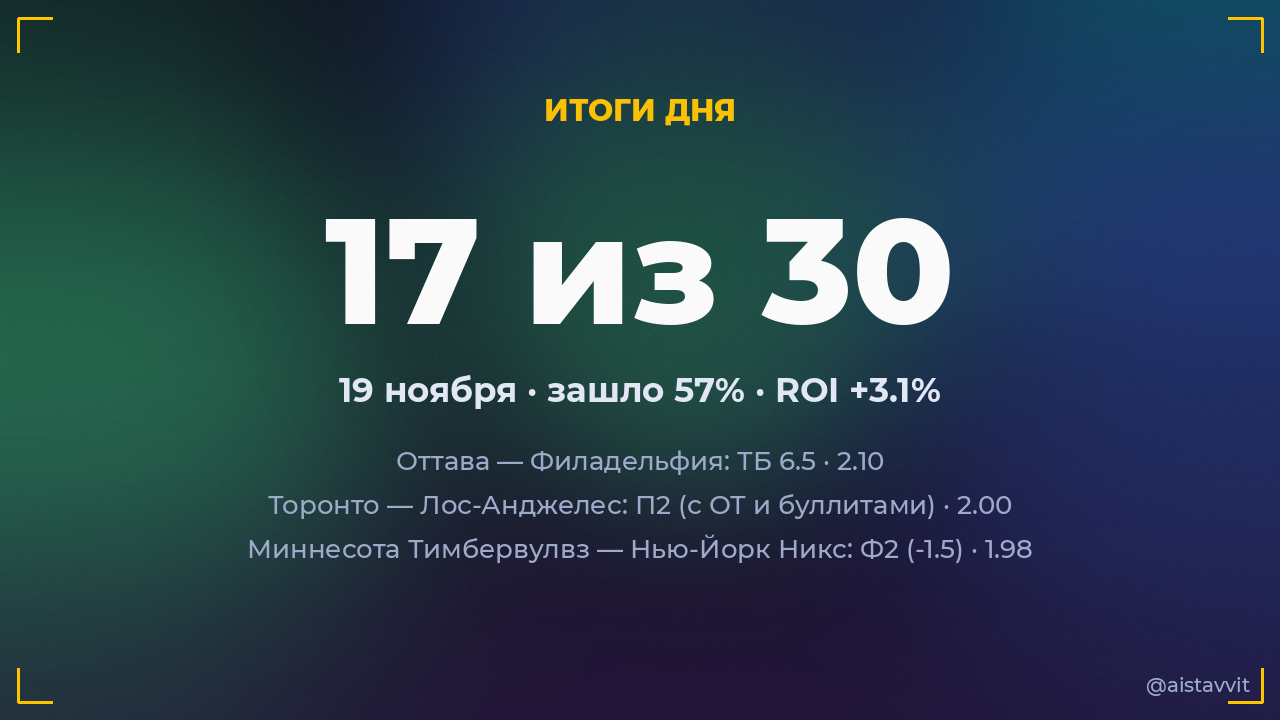 ИТОГИ ДНЯ
17 из 30
19 ноября · зашло 57% · ROI +3.1%
Оттава — Филадельфия: ТБ 6.5 · 2.10
Торонто — Лос-Анджелес: П2 (с ОТ и буллитами) · 2.00
Миннесота Тимбервулвз — Нью-Йорк Никс: Ф2 (-1.5) · 1.98
@aistavvit